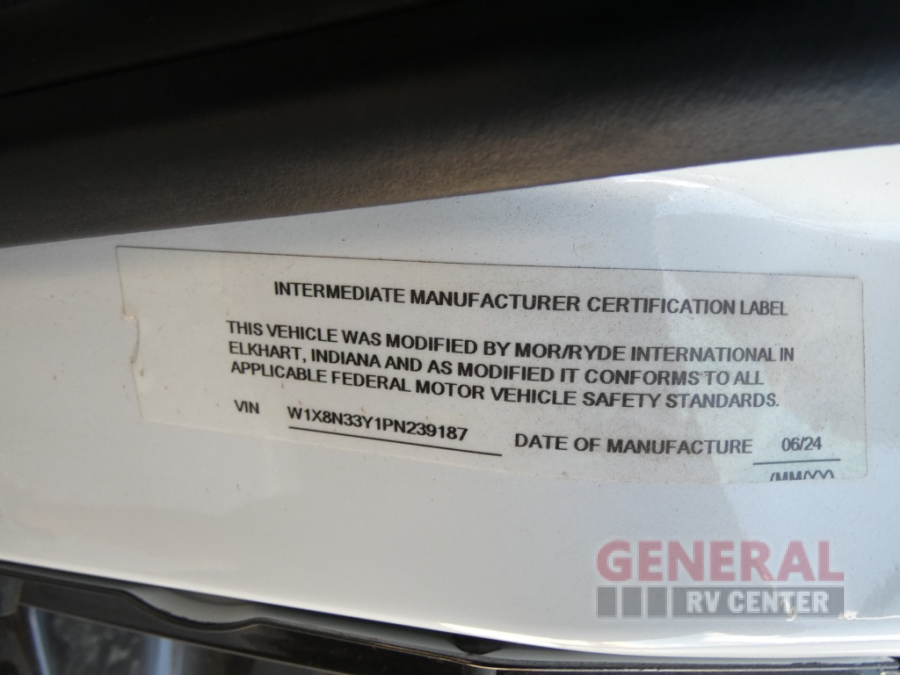 INTERMEDIATE MANUFACTURER CERTIFICATION LABEL
THIS VEHICLE WAS MODIFIED BY MOR/RYDE INTERNATIONAL IN
ELKHART, INDIANA AND AS MODIFIED IT CONFORMS TO ALL
APPLICABLE FEDERAL MOTOR VEHICLE SAFETY STANDARDS.
VIN W1X8N33Y1PN239187 DATE OF MANUFACTURE 06/24
(MM/YY)
GENERAL
RV CENTER